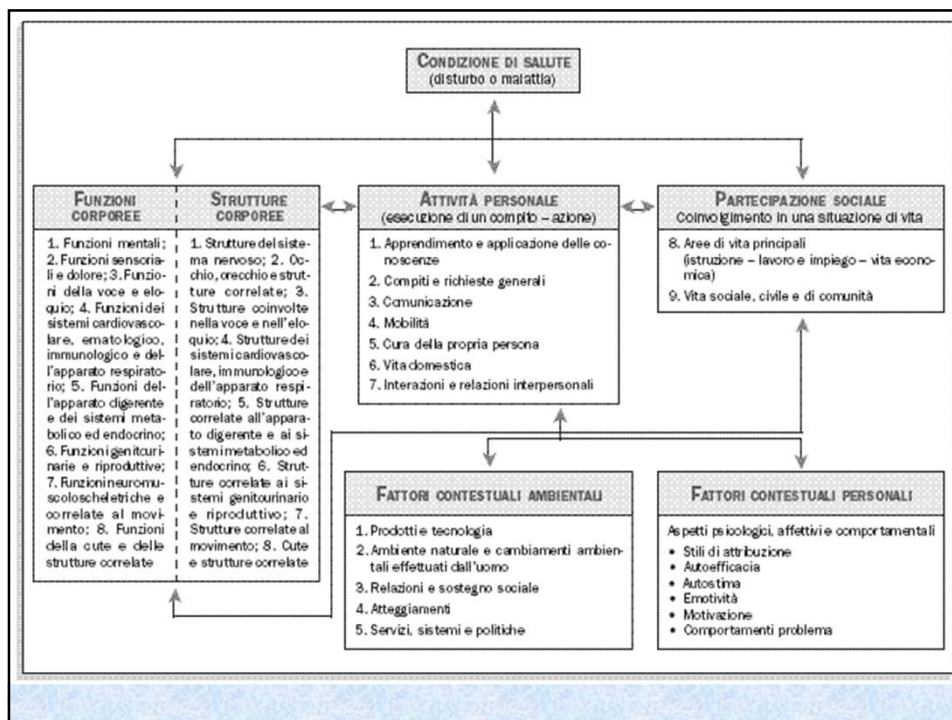 CONDIZIONE DI SALUTE
(disturbo o malattia)
FUNZIONI
CORPOREE
1. Funzioni mentali;
2. Funzioni sensoria-
li e dolore; 3. Funzio-
ni della voce e elo-
quio; 4. Funzioni dei
sistemi cardiovasco-
lare, ematologico,
immunologico e del-
l'apparato respirato-
rio; 5. Funzioni del-
l'apparato digerente
e dei sistemi meta-
bolico ed endocrino;
6. Funzioni genitouri-
narie e riproduttive;
7. Funzioni neuromu-
scoloscheletriche e
correlate al movi-
mento; 8. Funzioni
della cute e delle
strutture correlate
STRUTTURE
CORPOREE
1. Strutture del siste-
ma nervoso; 2. Oc-
chio, orecchio e strut-
ture correlate; 3.
Strutture coinvolte
nella voce e nell'elo-
quio; 4. Strutture dei
sistemi cardiovasco-
lare, immunologico e
dell'apparato respi-
ratorio; 5. Strutture
correlate all'appara-
to digerente e ai si-
stemi metabolico ed
endocrino; 6. Strut-
ture correlate ai si-
stemi genitourinario
e riproduttivo; 7.
Strutture correlate al
movimento; 8. Cute
e strutture correlate
ATTIVITÀ PERSONALE
(esecuzione di un compito – azione)
1. Apprendimento e applicazione delle co-
noscenze
2. Compiti e richieste generali
3. Comunicazione
4. Mobilità
5. Cura della propria persona
6. Vita domestica
7. Interazioni e relazioni interpersonali
PARTECIPAZIONE SOCIALE
Coinvolgimento in una situazione di vita
8. Aree di vita principali
(istruzione – lavoro e impiego – vita econo-
mica)
9. Vita sociale, civile e di comunità
FATTORI CONTESTUALI AMBIENTALI
1. Prodotti e tecnologia
2. Ambiente naturale e cambiamenti ambien-
tali effettuati dall'uomo
3. Relazioni e sostegno sociale
4. Atteggiamenti
5. Servizi, sistemi e politiche
FATTORI CONTESTUALI PERSONALI
Aspetti psicologici, affettivi e comportamentali
• Stili di attribuzione
• Autoefficacia
• Autostima
• Emotività
• Motivazione
• Comportamenti problema